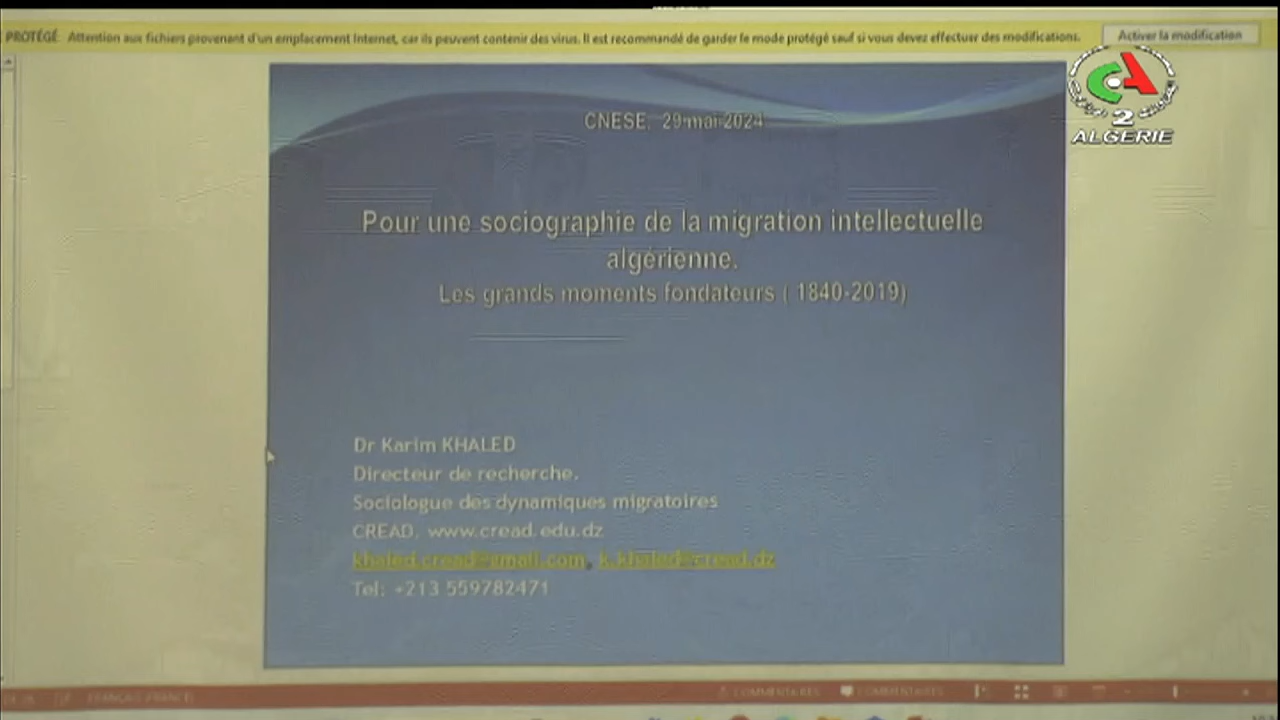 PROTÉGÉ Attention aux fichiers provenant d'un emplacement Internet, car ils peuvent contenir des virus. Il est recommandé de garder le mode protégé sauf si vous devez effectuer des modifications. Activer la modification
2
ALGERIE
CNESE, 29 mai 2024
Pour une sociographie de la migration intellectuelle
algérienne.
Les grands moments fondateurs ( 1840-2019)
Dr Karim KHALED
Directeur de recherche.
Sociologue des dynamiques migratoires
CREAD. www.cread.edu.dz
khaled.cread@gmail.com, k.khaled@cread.dz
Tel: +213 559782471
COMMENTAIRES COMMENTAIRES